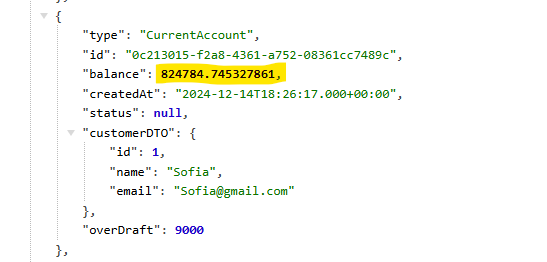 },
{
"type": "CurrentAccount",
"id": "0c213015-f2a8-4361-a752-08361cc7489c",
"balance": 824784.745327861,
"createdAt": "2024-12-14T18:26:17.000+00:00",
"status": null,
"customerDTO": {
"id": 1,
"name": "Sofia",
"email": "Sofia@gmail.com"
},
"overDraft": 9000
},